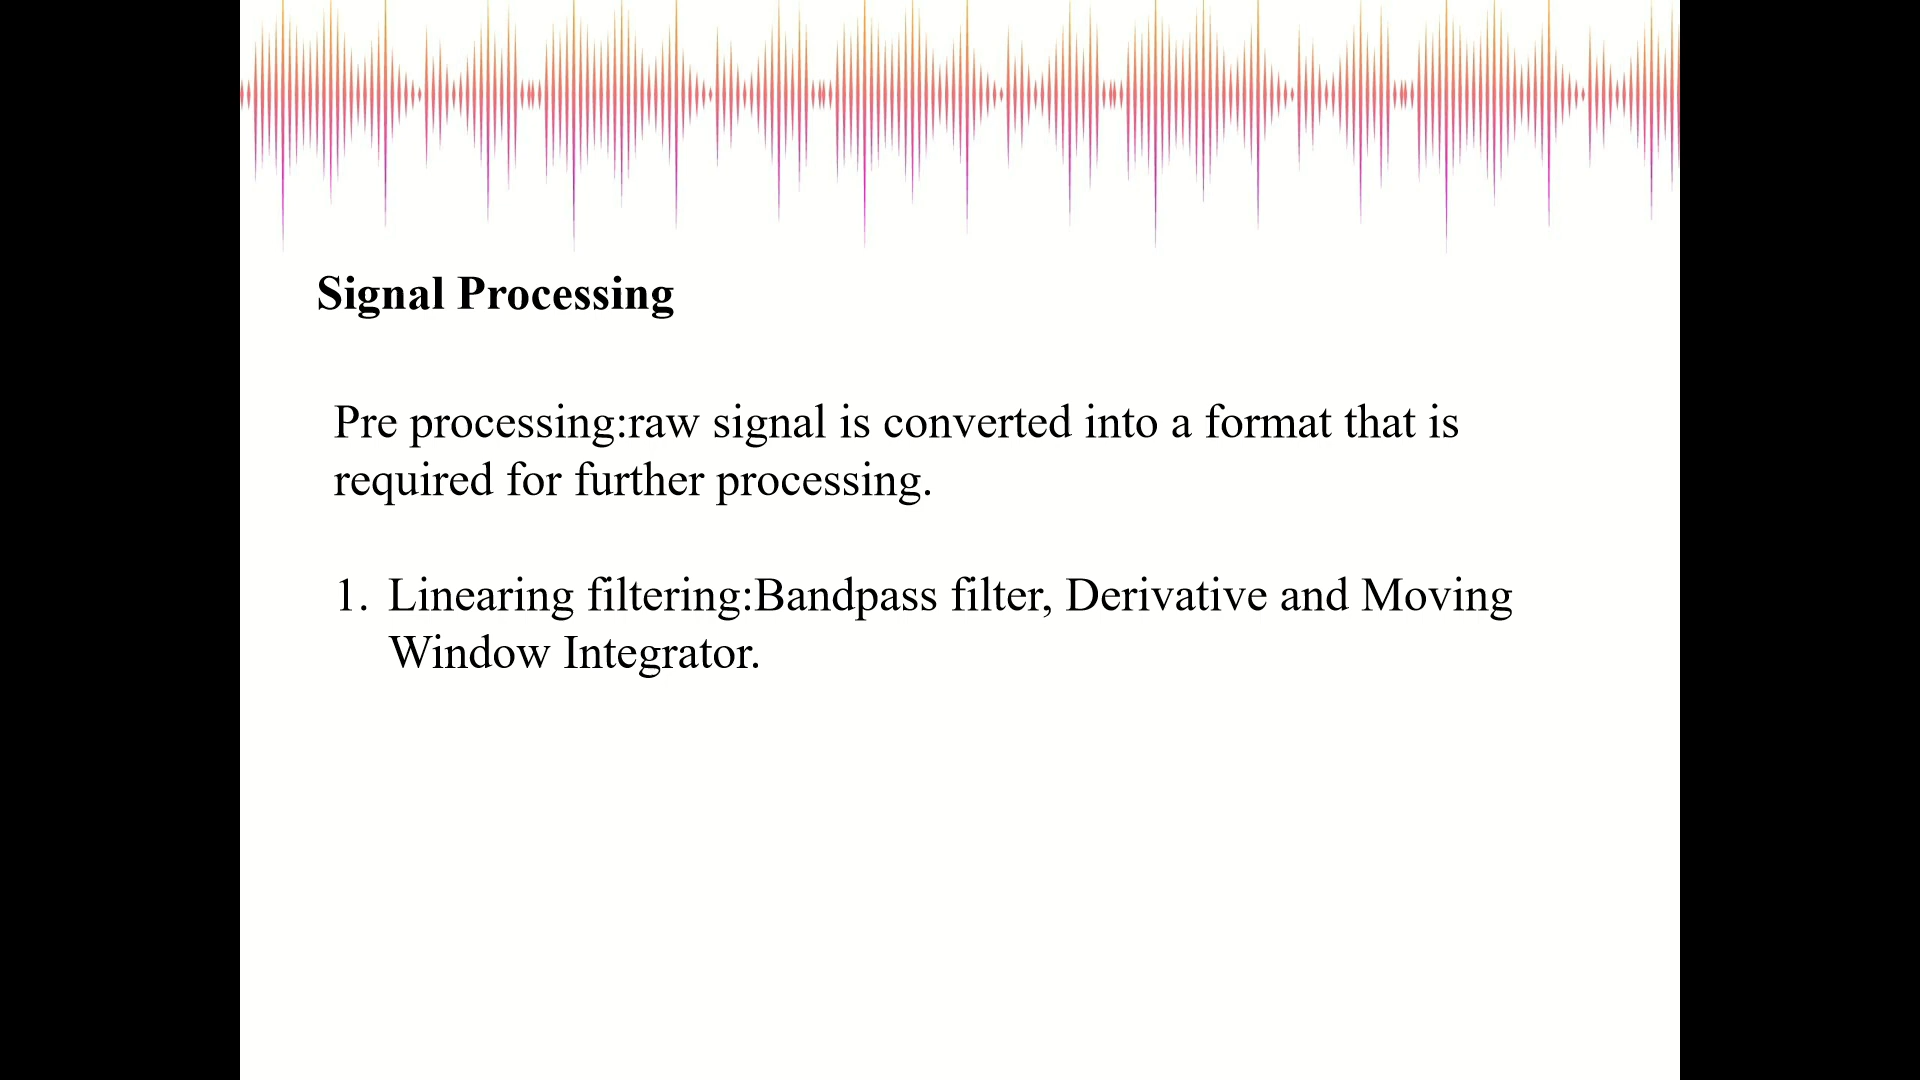 Signal Processing
Pre processing:raw signal is converted into a format that is
required for further processing.
1. Linearing filtering:Bandpass filter, Derivative and Moving
Window Integrator.